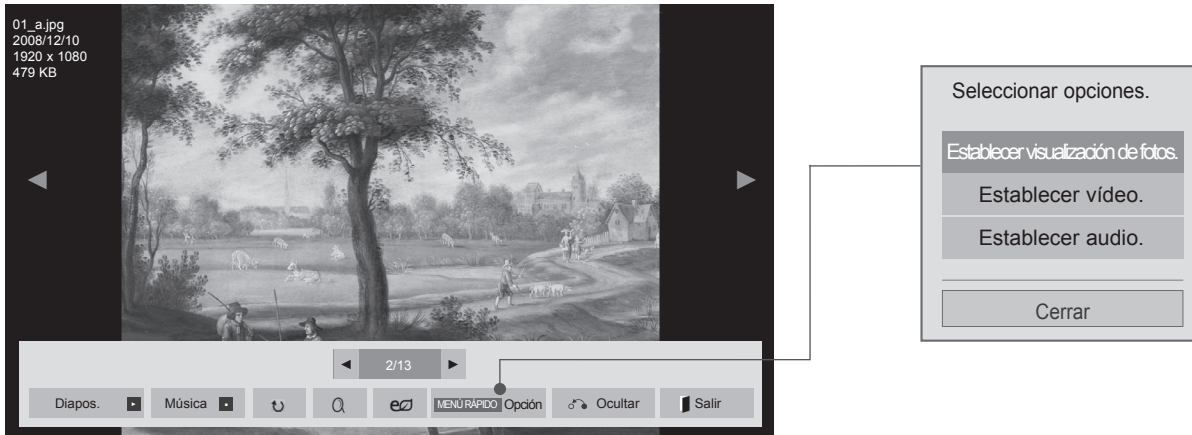 01_a.jpg
2008/12/10
1920 x 1080
479 KB
2/13
Diapos.
Música
MENÚ RÁPIDO Opción
Ocultar
Salir
Seleccionar opciones.
Establecer visualización de fotos.
Establecer vídeo.
Establecer audio.
Cerrar